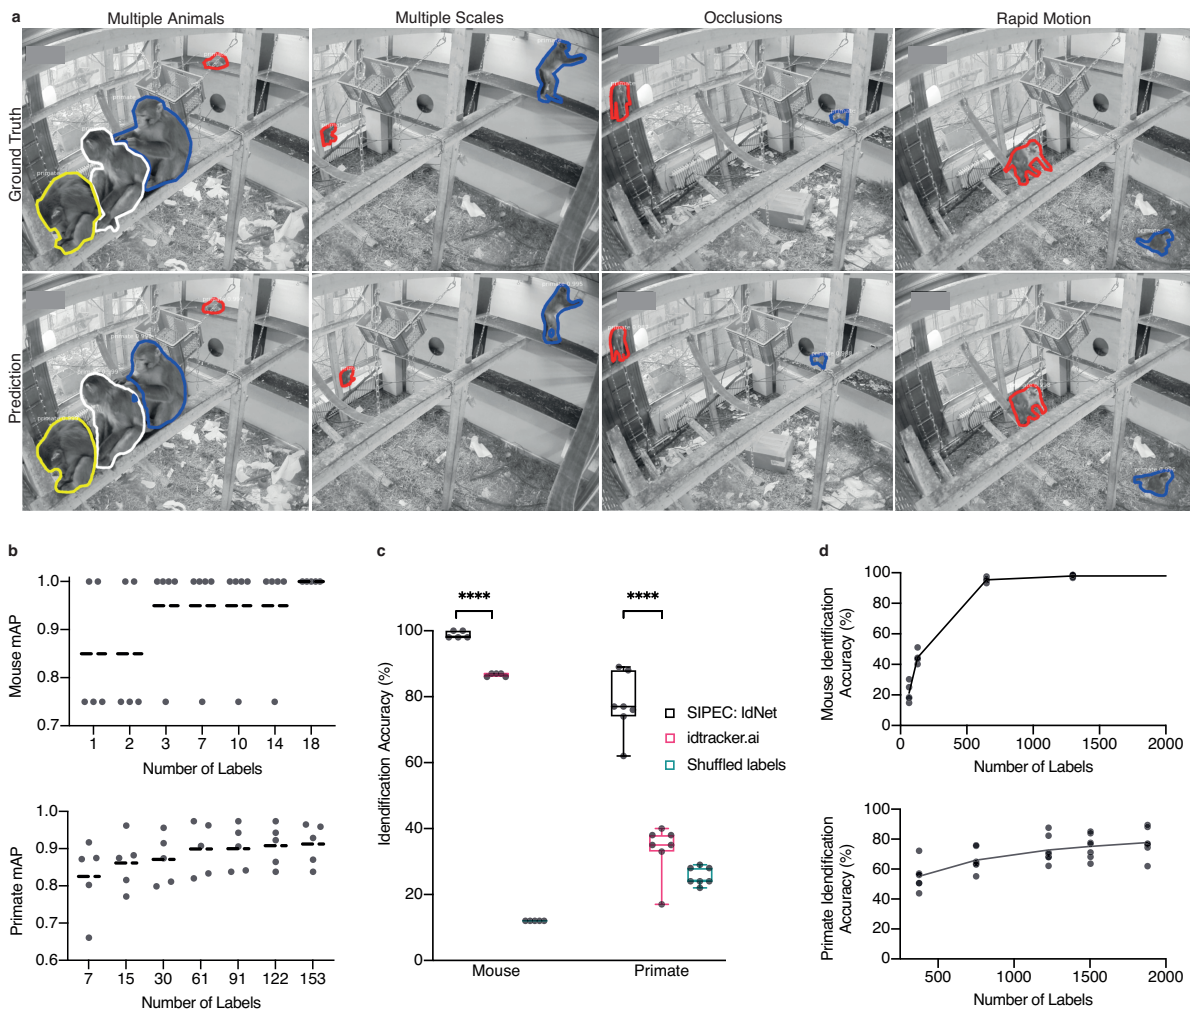 a
Multiple Animals
Multiple Scales
Occlusions
Rapid Motion
Ground Truth
Prediction
b
Mouse mAP
1.0
0.9
0.8
0.7
1 2 3 7 10 14 18
Number of Labels
Primate mAP
1.0
0.9
0.8
0.7
0.6
7 15 30 61 91 122 153
Number of Labels
c
Idendification Accuracy (%)
100
80
60
40
20
0
****
****
SIPEC: IdNet
idtracker.ai
Shuffled labels
Mouse
Primate
d
Mouse Identification
Accuracy (%)
100
80
60
40
20
0
0 500 1000 1500 2000
Number of Labels
Primate Idendification
Accuracy (%)
100
80
60
40
20
0
500 1000 1500 2000
Number of Labels